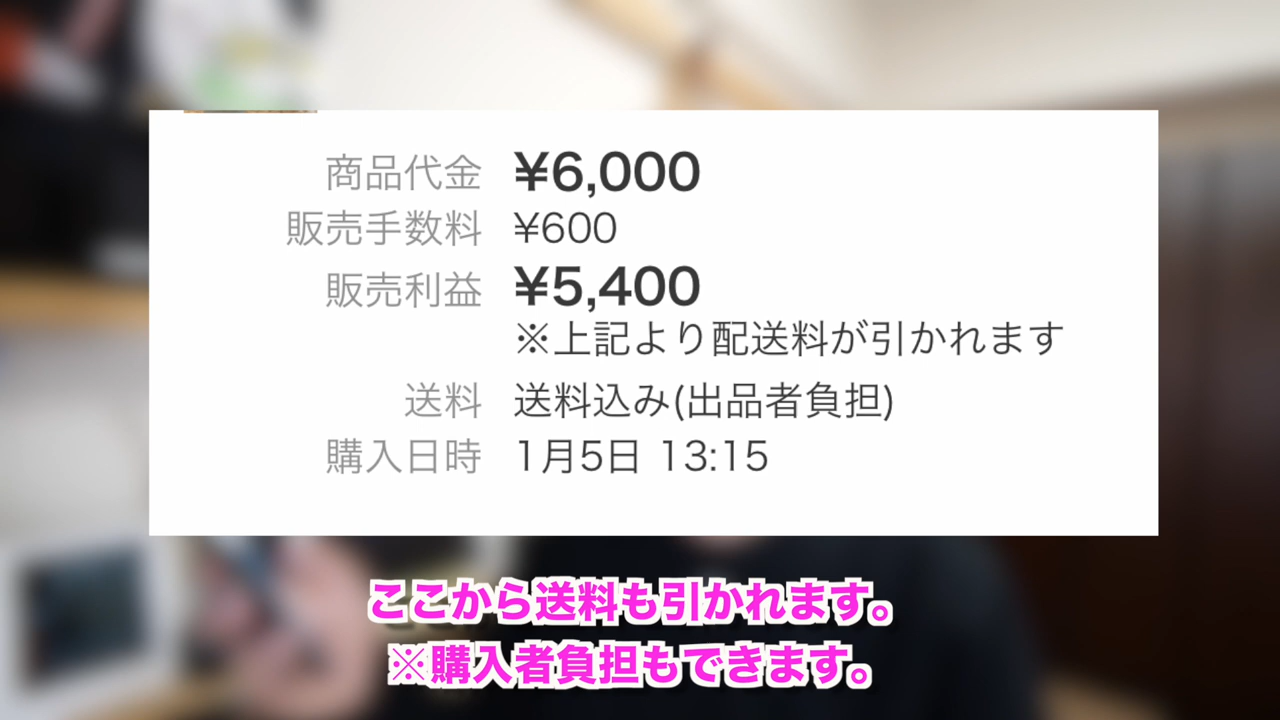 商品代金 ¥6,000
販売手数料 ¥600
販売利益 ¥5,400
※上記より配送料が引かれます
送料 送料込み(出品者負担)
購入日時 1月5日 13:15
ここから送料も引かれます。
※購入者負担もできます。